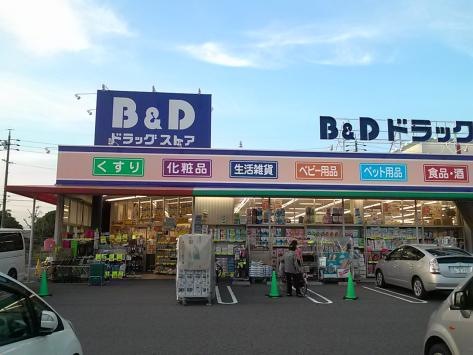 B&D
ドラッグストア
B&Dドラッグ
くすり
化粧品
生活雑貨
ベビー用品
ペット用品
食品・酒